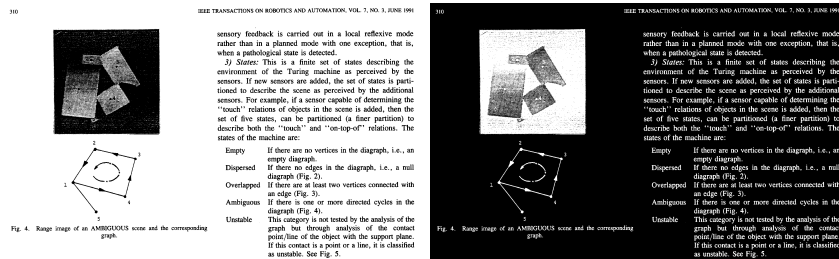 310
IEEE TRANSACTIONS ON ROBOTICS AND AUTOMATION, VOL. 7, NO. 3, JUNE 1991
2
3
1
4
5
Fig. 4. Range image of an AMBIGUOUS scene and the corresponding
graph.
sensory feedback is carried out in a local reflexive mode
rather than in a planned mode with one exception, that is,
when a pathological state is detected.
3) States: This is a finite set of states describing the
environment of the Turing machine as perceived by the
sensors. If new sensors are added, the set of states is parti-
tioned to describe the scene as perceived by the additional
sensors. For example, if a sensor capable of determining the
"touch" relations of objects in the scene is added, then the
set of five states, can be partitioned (a finer partition) to
describe both the "touch" and "on-top-of" relations. The
states of the machine are:
Empty If there are no vertices in the diagraph, i.e., an
empty diagraph.
Dispersed If there no edges in the diagraph, i.e., a null
diagraph (Fig. 2).
Overlapped If there are at least two vertices connected with
an edge (Fig. 3).
Ambiguous If there is one or more directed cycles in the
diagraph (Fig. 4).
Unstable This category is not tested by the analysis of the
graph but through analysis of the contact
point/line of the object with the support plane.
If this contact is a point or a line, it is classified
as unstable. See Fig. 5.
310
IEEE TRANSACTIONS ON ROBOTICS AND AUTOMATION, VOL. 7, NO. 3, JUNE 1991
2
3
1
4
5
Fig. 4. Range image of an AMBIGUOUS scene and the corresponding
graph.
sensory feedback is carried out in a local reflexive mode
rather than in a planned mode with one exception, that is,
when a pathological state is detected.
3) States: This is a finite set of states describing the
environment of the Turing machine as perceived by the
sensors. If new sensors are added, the set of states is parti-
tioned to describe the scene as perceived by the additional
sensors. For example, if a sensor capable of determining the
"touch" relations of objects in the scene is added, then the
set of five states, can be partitioned (a finer partition) to
describe both the "touch" and "on-top-of" relations. The
states of the machine are:
Empty If there are no vertices in the diagraph, i.e., an
empty diagraph.
Dispersed If there no edges in the diagraph, i.e., a null
diagraph (Fig. 2).
Overlapped If there are at least two vertices connected with
an edge (Fig. 3).
Ambiguous If there is one or more directed cycles in the
diagraph (Fig. 4).
Unstable This category is not tested by the analysis of the
graph but through analysis of the contact
point/line of the object with the support plane.
If this contact is a point or a line, it is classified
as unstable. See Fig. 5.